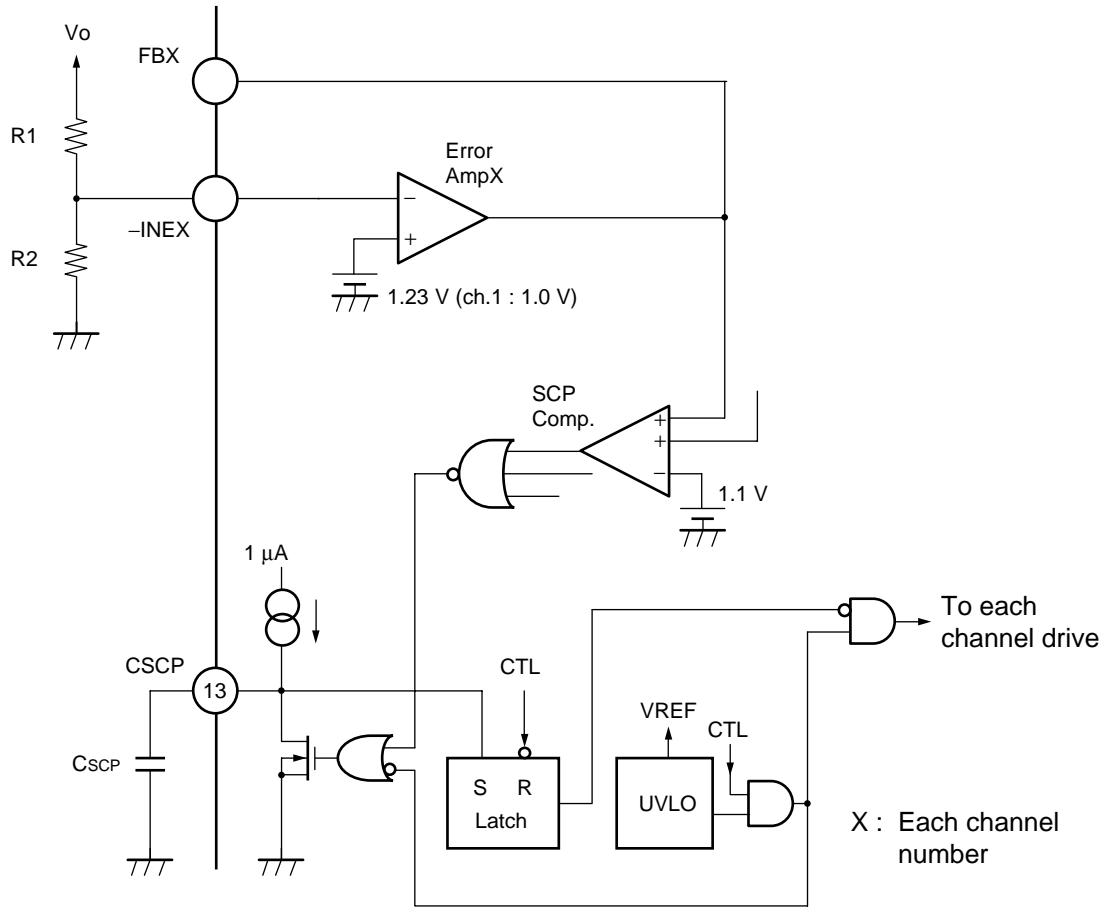 Vo
FBX
R1
Error
AmpX
−
−INEX
R2
+
1.23 V (ch.1 : 1.0 V)
SCP
Comp.
+
+
−
1.1 V
1 μA
To each
channel drive
CSCP
13
CTL
VREF
CTL
CSCP
S R
Latch
UVLO
X : Each channel
number